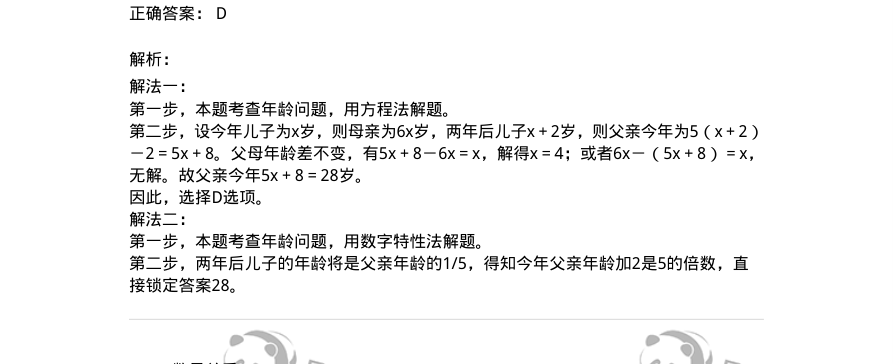 正确答案： D
解析：
解法一：
第一步，本题考查年龄问题，用方程法解题。
第二步，设今年儿子为x岁，则母亲为6x岁，两年后儿子x + 2岁，则父亲今年为5（x + 2）
－2 = 5x + 8。父母年龄差不变，有5x + 8－6x = x，解得x = 4；或者6x－（5x + 8）= x，
无解。故父亲今年5x + 8 = 28岁。
因此，选择D选项。
解法二：
第一步，本题考查年龄问题，用数字特性法解题。
第二步，两年后儿子的年龄将是父亲年龄的1/5，得知今年父亲年龄加2是5的倍数，直
接锁定答案28。